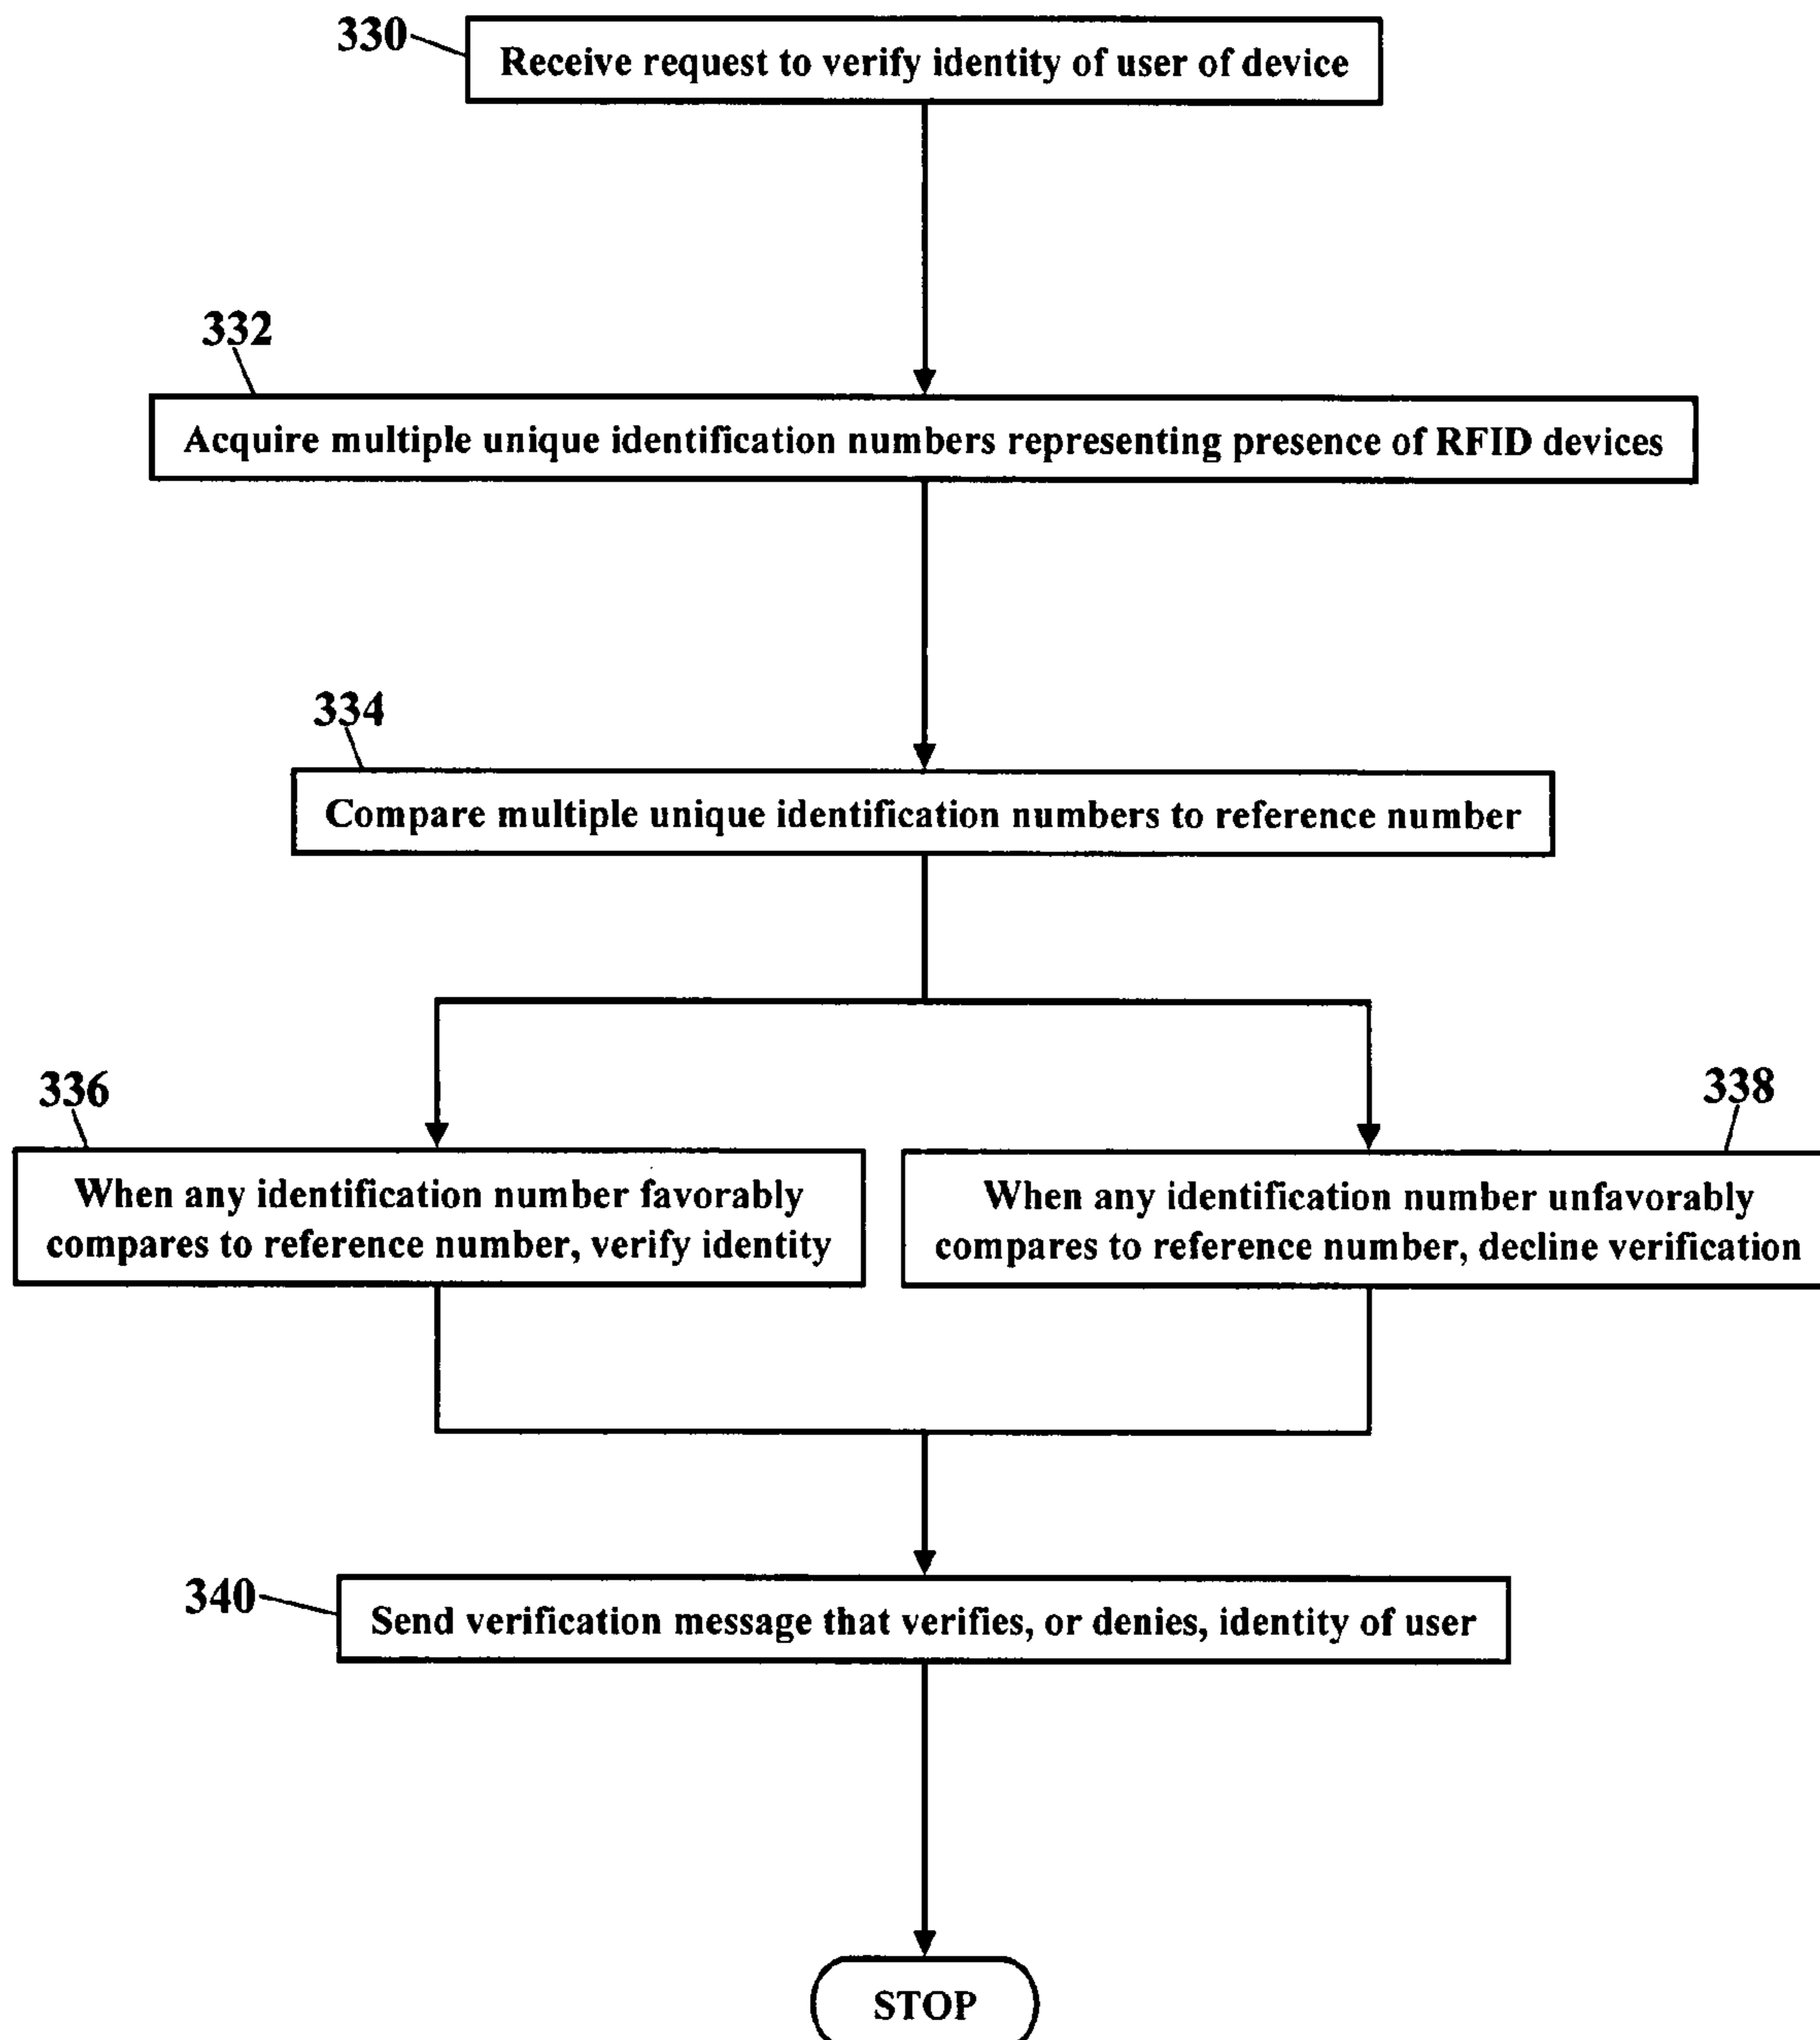 330
Receive request to verify identity of user of device
332
Acquire multiple unique identification numbers representing presence of RFID devices
334
Compare multiple unique identification numbers to reference number
336
When any identification number favorably
compares to reference number, verify identity
338
When any identification number unfavorably
compares to reference number, decline verification
340
Send verification message that verifies, or denies, identity of user
STOP